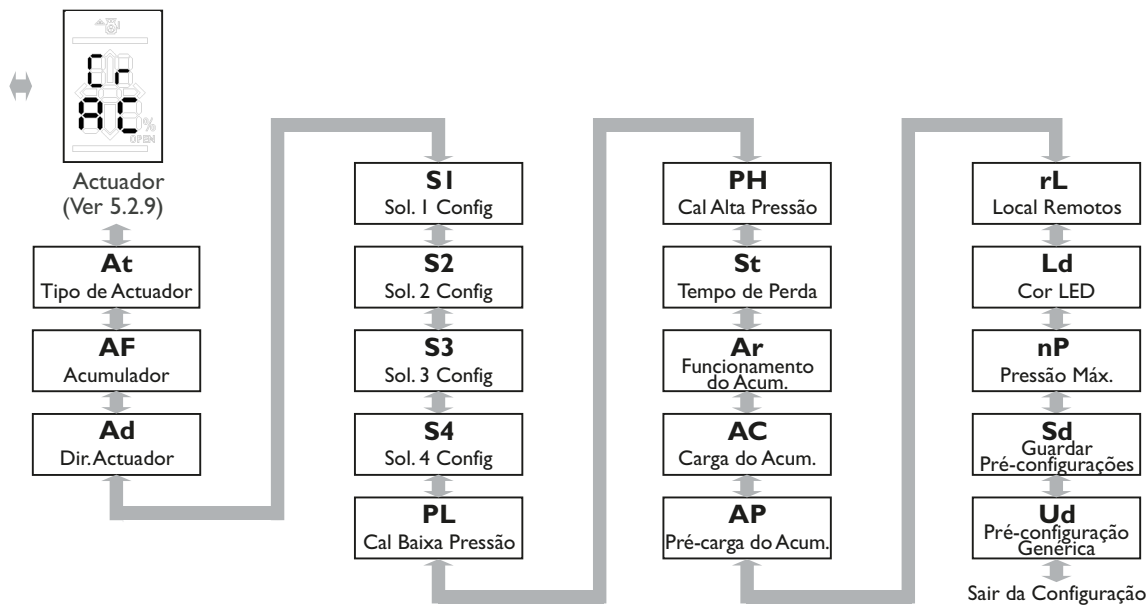 Cr
AC
%
OPEN
Actuador
(Ver 5.2.9)
At
Tipo de Actuador
AF
Acumulador
Ad
Dir. Actuador
S1
Sol. 1 Config
S2
Sol. 2 Config
S3
Sol. 3 Config
S4
Sol. 4 Config
PL
Cal Baixa Pressão
PH
Cal Alta Pressão
St
Tempo de Perda
Ar
Funcionamento
do Acum.
AC
Carga do Acum.
AP
Pré-carga do Acum.
rL
Local Remotos
Ld
Cor LED
nP
Pressão Máx.
Sd
Guardar
Pré-configurações
Ud
Pré-configuração
Genérica
Sair da Configuração